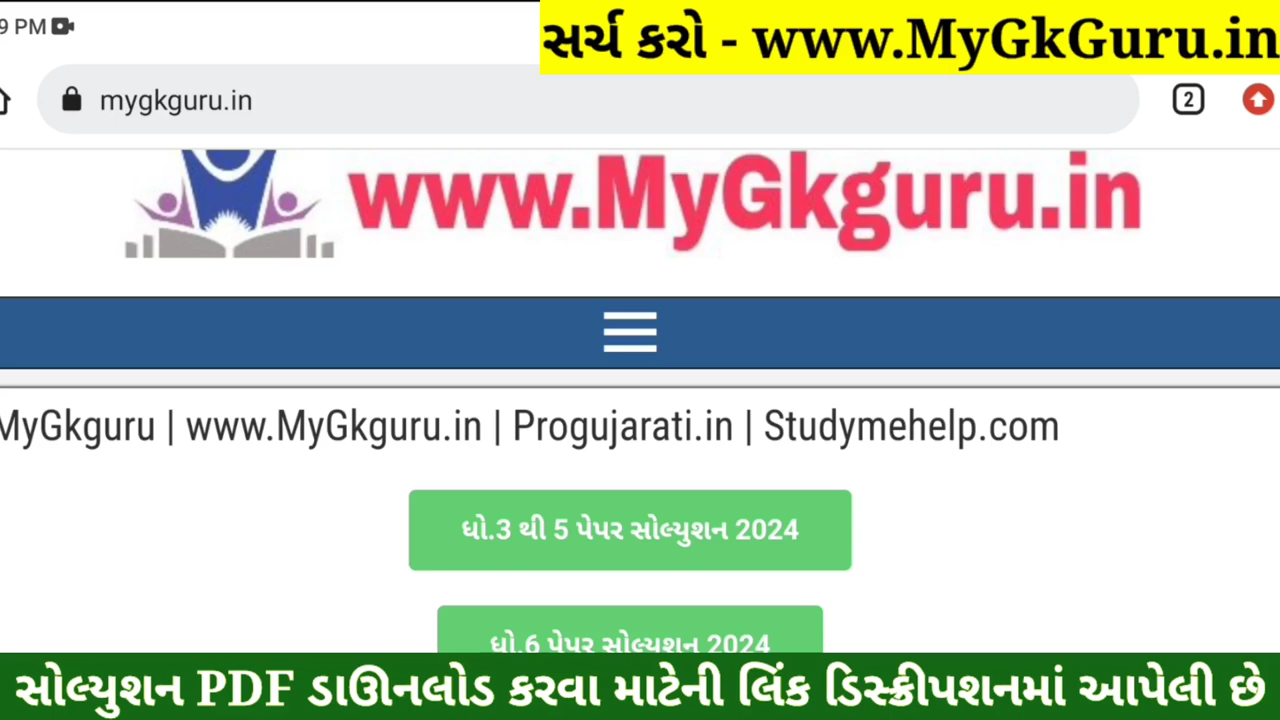 9 PM
સર્ચ કરો - www.MyGkGuru.in
mygkguru.in
2
www.MyGkguru.in
MyGkguru | www.MyGkguru.in | Progujarati.in | Studymehelp.com
ધો.3 થી 5 પેપર સોલ્યુશન 2024
ધો.6 પેપર સોલ્યુશન 2024
સોલ્યુશન PDF ડાઊનલોડ કરવા માટેની લિંક ડિસ્ક્રીપશનમાં આપેલી છે